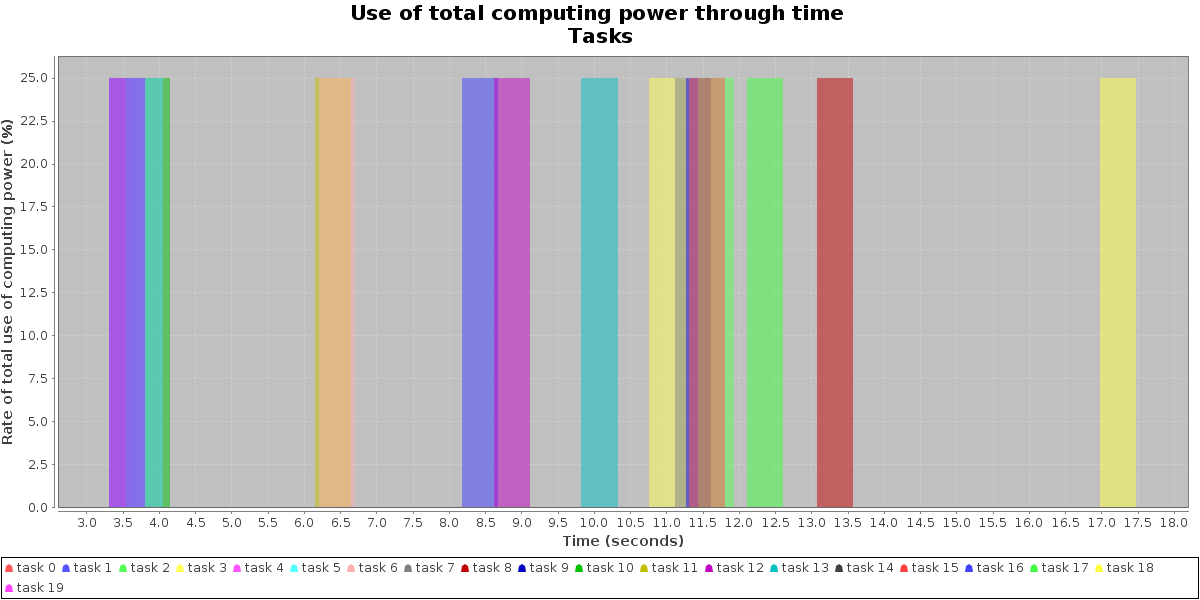 Use of total computing power through time
Tasks
Rate of total use of computing power (%)
25.0
22.5
20.0
17.5
15.0
12.5
10.0
7.5
5.0
2.5
0.0
3.0 3.5 4.0 4.5 5.0 5.5 6.0 6.5 7.0 7.5 8.0 8.5 9.0 9.5 10.0 10.5 11.0 11.5 12.0 12.5 13.0 13.5 14.0 14.5 15.0 15.5 16.0 16.5 17.0 17.5 18.0
Time (seconds)
task 0 task 1 task 2 task 3 task 4 task 5 task 6 task 7 task 8 task 9 task 10 task 11 task 12 task 13 task 14 task 15 task 16 task 17 task 18
task 19